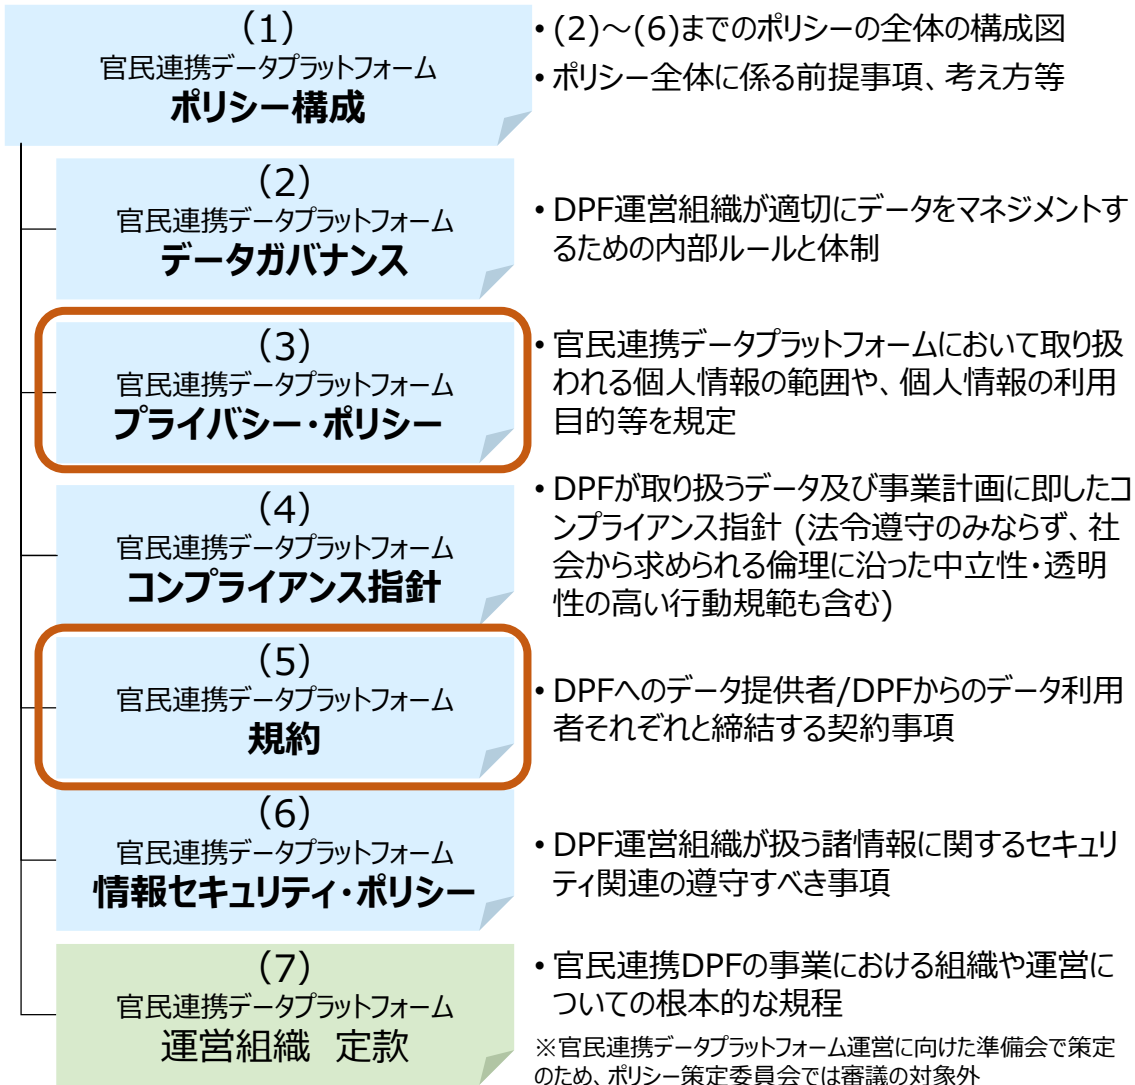 (1)
官民連携データプラットフォーム
ポリシー構成
• (2)～(6)までのポリシーの全体の構成図
• ポリシー全体に係る前提事項、考え方等
(2)
官民連携データプラットフォーム
データガバナンス
• DPF運営組織が適切にデータをマネジメントす
るための内部ルールと体制
(3)
官民連携データプラットフォーム
プライバシー・ポリシー
• 官民連携データプラットフォームにおいて取り扱
われる個人情報の範囲や、個人情報の利用
目的等を規定
(4)
官民連携データプラットフォーム
コンプライアンス指針
• DPFが取り扱うデータ及び事業計画に即したコ
ンプライアンス指針 (法令遵守のみならず、社
会から求められる倫理に沿った中立性・透明
性の高い行動規範も含む)
(5)
官民連携データプラットフォーム
規約
• DPFへのデータ提供者/DPFからのデータ利用
者それぞれと締結する契約事項
(6)
官民連携データプラットフォーム
情報セキュリティ・ポリシー
• DPF運営組織が扱う諸情報に関するセキュリ
ティ関連の遵守すべき事項
(7)
官民連携データプラットフォーム
運営組織　定款
• 官民連携DPFの事業における組織や運営に
ついての根本的な規程
※官民連携データプラットフォーム運営に向けた準備会で策定
のため、ポリシー策定委員会では審議の対象外